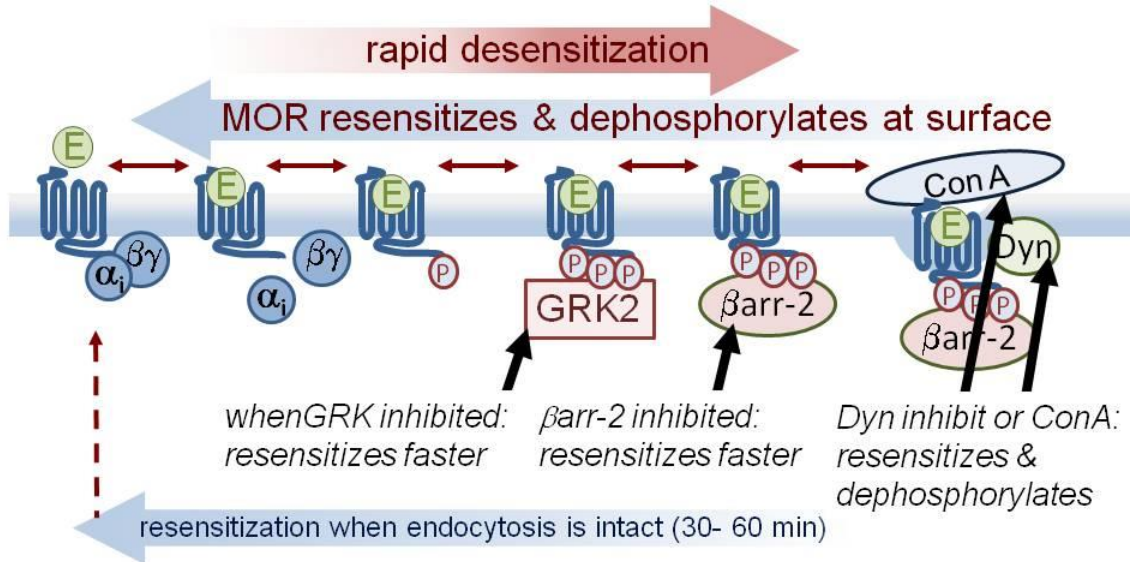 rapid desensitization
MOR resensitizes & dephosphorylates at surface
E
E
E
E
E
Con A
E
Dyn
αi
βγ
αi
βγ
P
P P P
GRK2
P P P
βarr-2
P P P
βarr-2
whenGRK inhibited:
resensitizes faster
βarr-2 inhibited:
resensitizes faster
Dyn inhibit or ConA:
resensitizes &
dephosphorylates
resensitization when endocytosis is intact (30- 60 min)